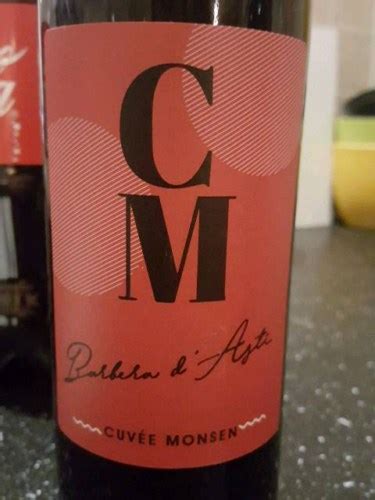 C
M
Barbera d'Asti
CUVÉE MONSEN